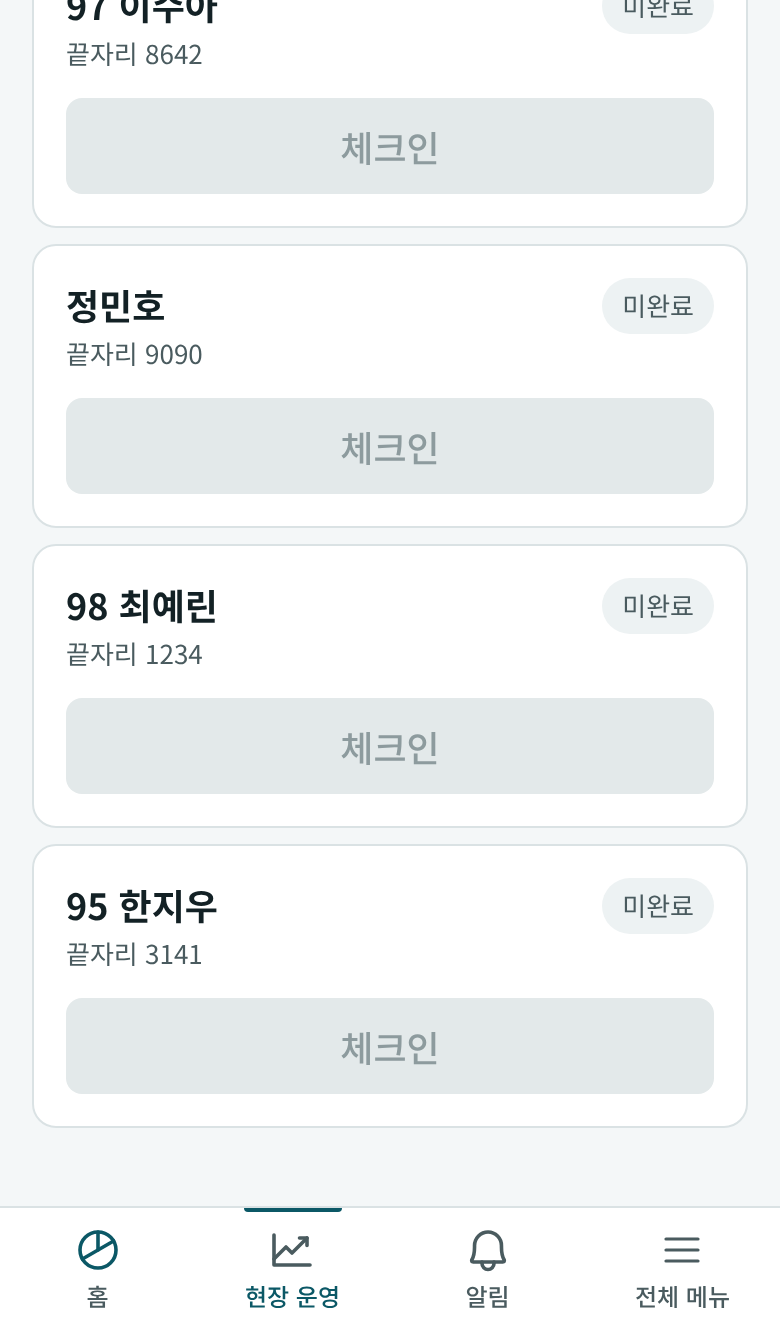 97 이수아
미완료
끝자리 8642
체크인
정민호
미완료
끝자리 9090
체크인
98 최예린
미완료
끝자리 1234
체크인
95 한지우
미완료
끝자리 3141
체크인
홈
현장 운영
알림
전체 메뉴